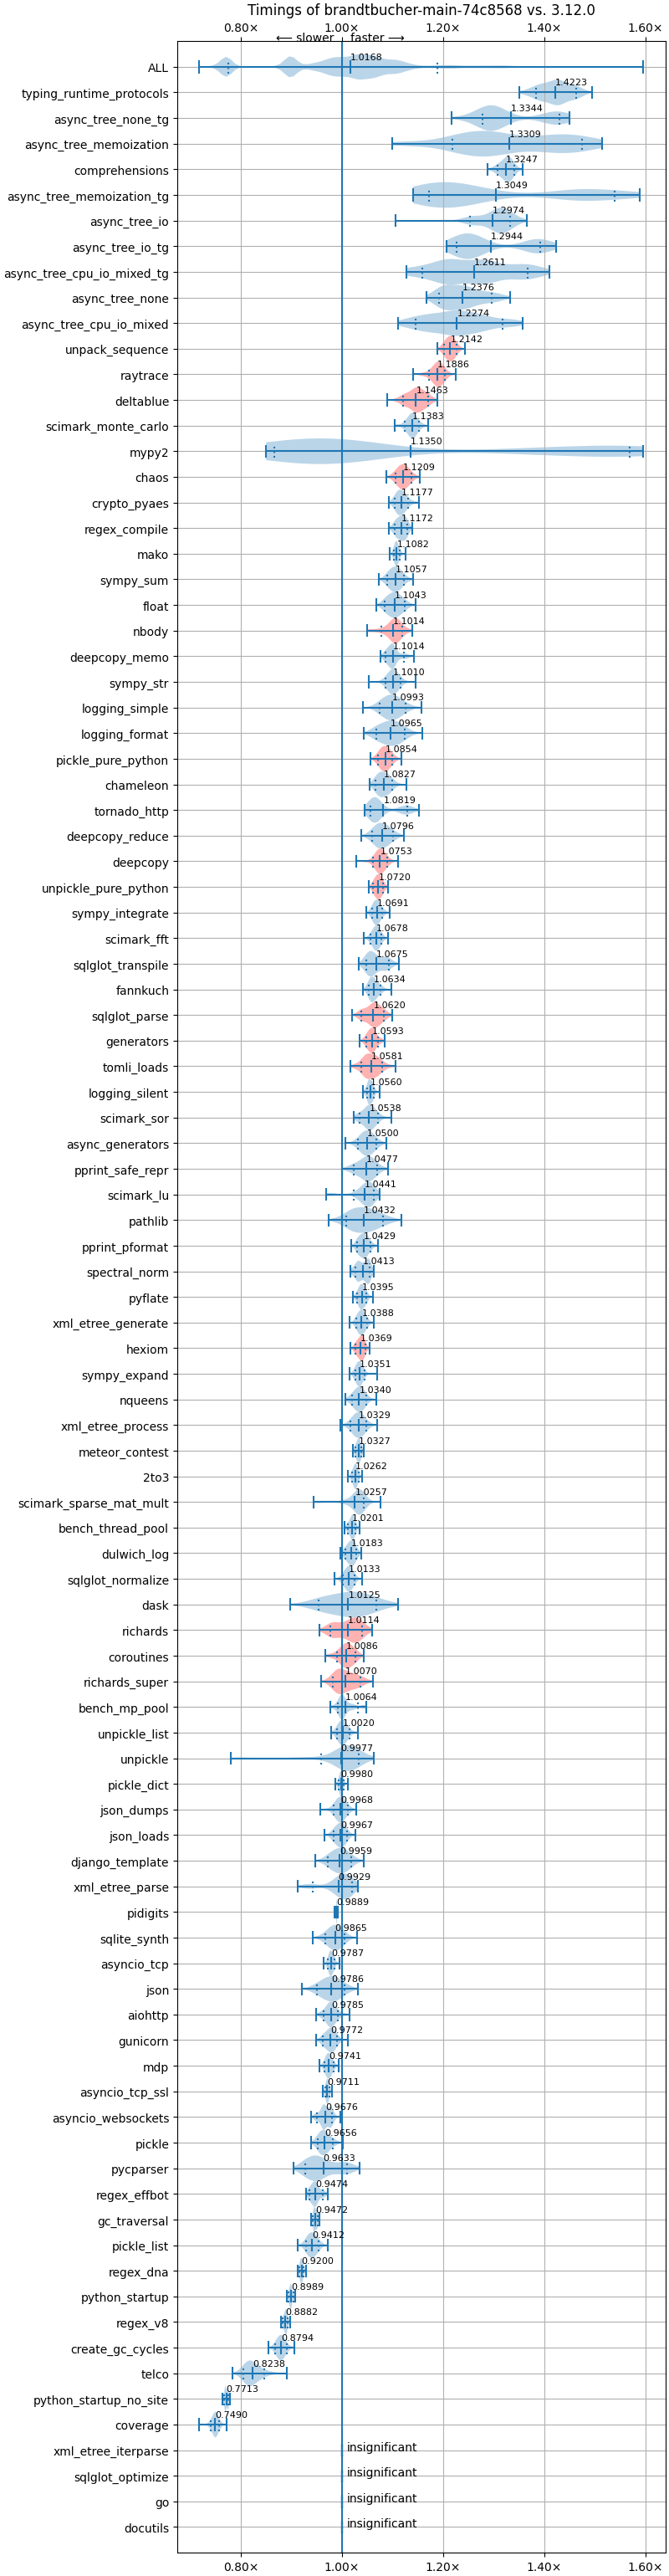 Timings of brandtbucher-main-74c8568 vs. 3.12.0
0.80× 1.00× 1.20× 1.40× 1.60×
⟵ slower faster ⟶
ALL 1.0168
typing_runtime_protocols 1.4223
async_tree_none_tg 1.3344
async_tree_memoization 1.3309
comprehensions 1.3247
async_tree_memoization_tg 1.3049
async_tree_io 1.2974
async_tree_io_tg 1.2944
async_tree_cpu_io_mixed_tg 1.2611
async_tree_none 1.2376
async_tree_cpu_io_mixed 1.2274
unpack_sequence 1.2142
raytrace 1.1886
deltablue 1.1463
scimark_monte_carlo 1.1383
mypy2 1.1350
chaos 1.1209
crypto_pyaes 1.1177
regex_compile 1.1172
mako 1.1082
sympy_sum 1.1057
float 1.1043
nbody 1.1014
deepcopy_memo 1.1014
sympy_str 1.1010
logging_simple 1.0993
logging_format 1.0965
pickle_pure_python 1.0854
chameleon 1.0827
tornado_http 1.0819
deepcopy_reduce 1.0796
deepcopy 1.0753
unpickle_pure_python 1.0720
sympy_integrate 1.0691
scimark_fft 1.0678
sqlglot_transpile 1.0675
fannkuch 1.0634
sqlglot_parse 1.0620
generators 1.0593
tomli_loads 1.0581
logging_silent 1.0560
scimark_sor 1.0538
async_generators 1.0500
pprint_safe_repr 1.0477
scimark_lu 1.0441
pathlib 1.0432
pprint_pformat 1.0429
spectral_norm 1.0413
pyflate 1.0395
xml_etree_generate 1.0388
hexiom 1.0369
sympy_expand 1.0351
nqueens 1.0340
xml_etree_process 1.0329
meteor_contest 1.0327
2to3 1.0262
scimark_sparse_mat_mult 1.0257
bench_thread_pool 1.0201
dulwich_log 1.0183
sqlglot_normalize 1.0133
dask 1.0125
richards 1.0114
coroutines 1.0086
richards_super 1.0070
bench_mp_pool 1.0064
unpickle_list 1.0020
unpickle 0.9977
pickle_dict 0.9980
json_dumps 0.9968
json_loads 0.9967
django_template 0.9959
xml_etree_parse 0.9929
pidigits 0.9889
sqlite_synth 0.9865
asyncio_tcp 0.9787
json 0.9786
aiohttp 0.9785
gunicorn 0.9772
mdp 0.9741
asyncio_tcp_ssl 0.9711
asyncio_websockets 0.9676
pickle 0.9656
pycparser 0.9633
regex_effbot 0.9474
gc_traversal 0.9472
pickle_list 0.9412
regex_dna 0.9200
python_startup 0.8989
regex_v8 0.8882
create_gc_cycles 0.8794
telco 0.8238
python_startup_no_site 0.7713
coverage 0.7490
xml_etree_iterparse insignificant
sqlglot_optimize insignificant
go insignificant
docutils insignificant
0.80× 1.00× 1.20× 1.40× 1.60×